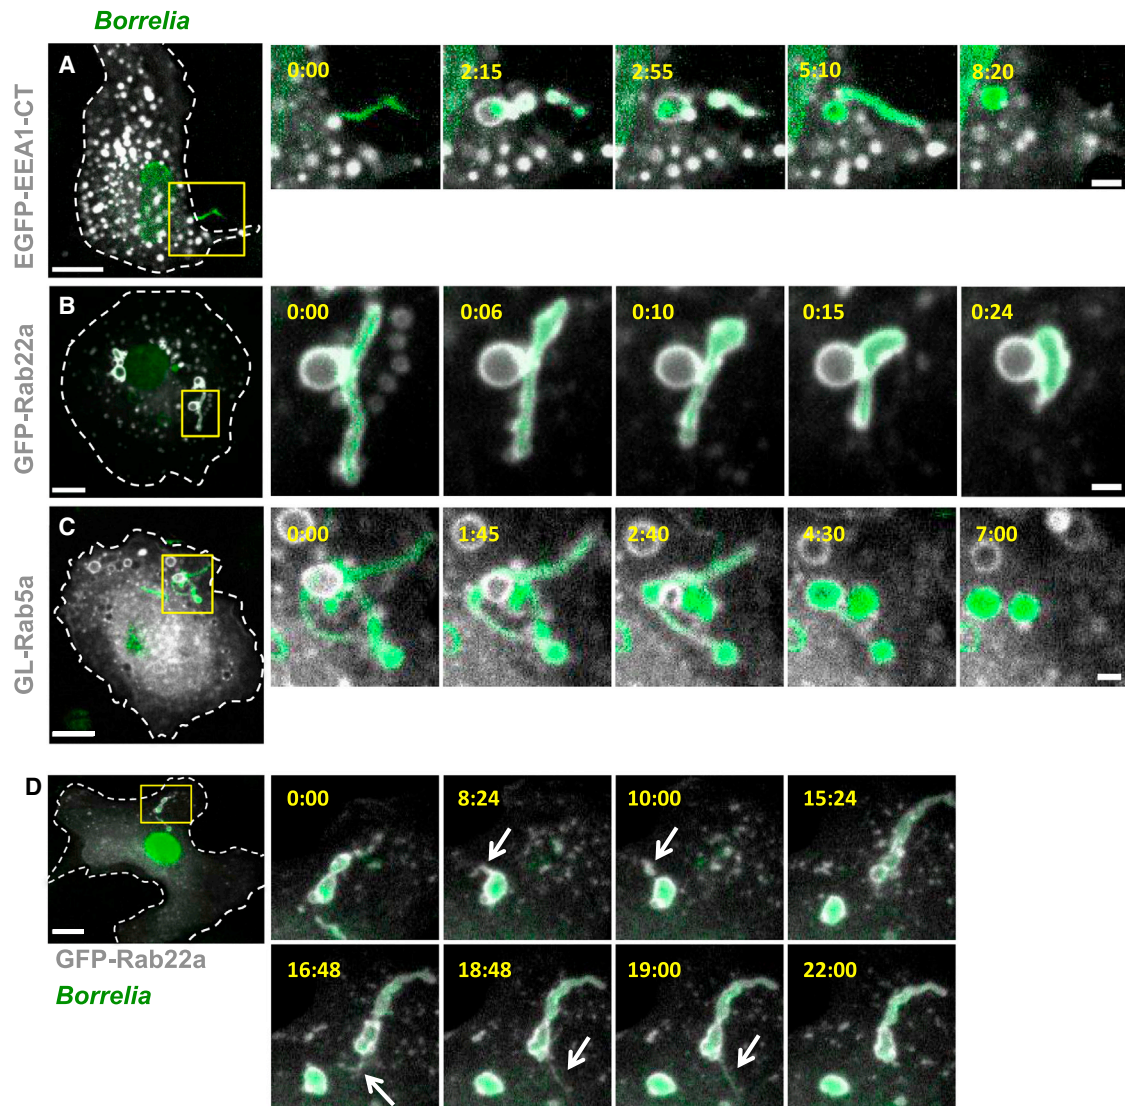 Borrelia
EGFP-EEA1-CT
A
0:00
2:15
2:55
5:10
8:20
GFP-Rab22a
B
0:00
0:06
0:10
0:15
0:24
GL-Rab5a
C
0:00
1:45
2:40
4:30
7:00
D
0:00
8:24
10:00
15:24
GFP-Rab22a
Borrelia
16:48
18:48
19:00
22:00